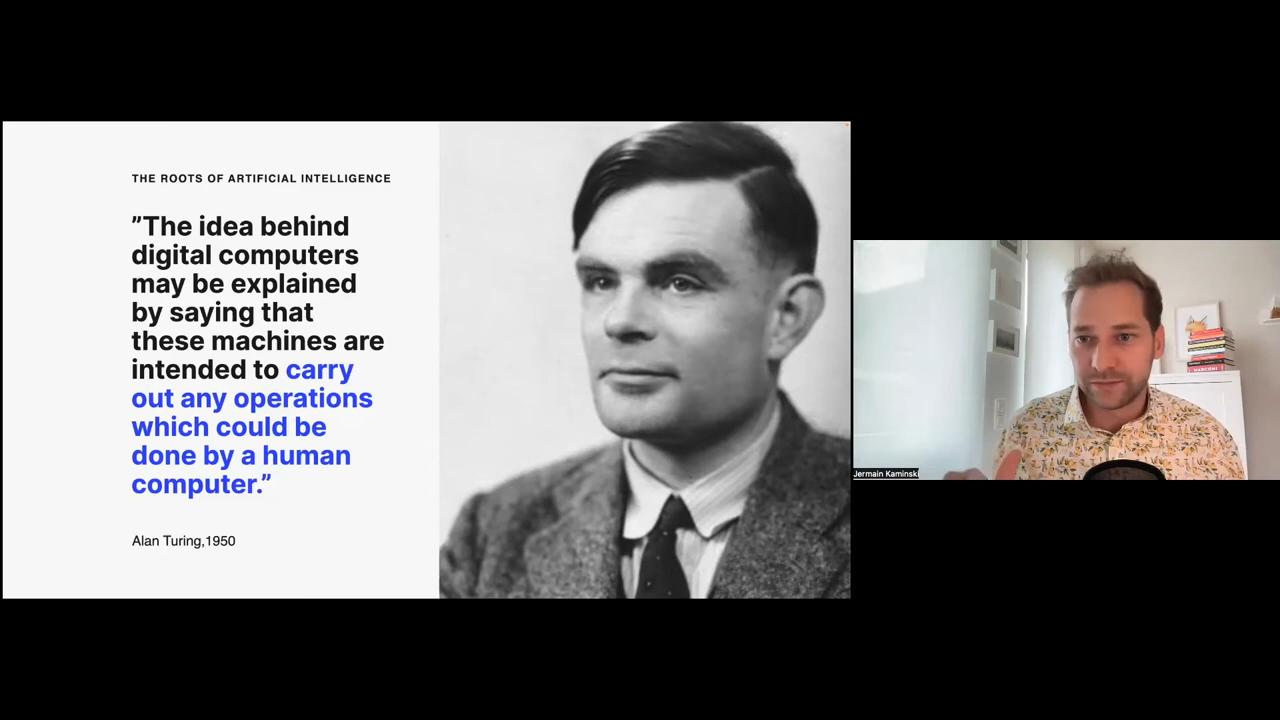 THE ROOTS OF ARTIFICIAL INTELLIGENCE
”The idea behind
digital computers
may be explained
by saying that
these machines are
intended to carry
out any operations
which could be
done by a human
computer.”
Alan Turing,1950
Jermain Kaminski
MARCONI